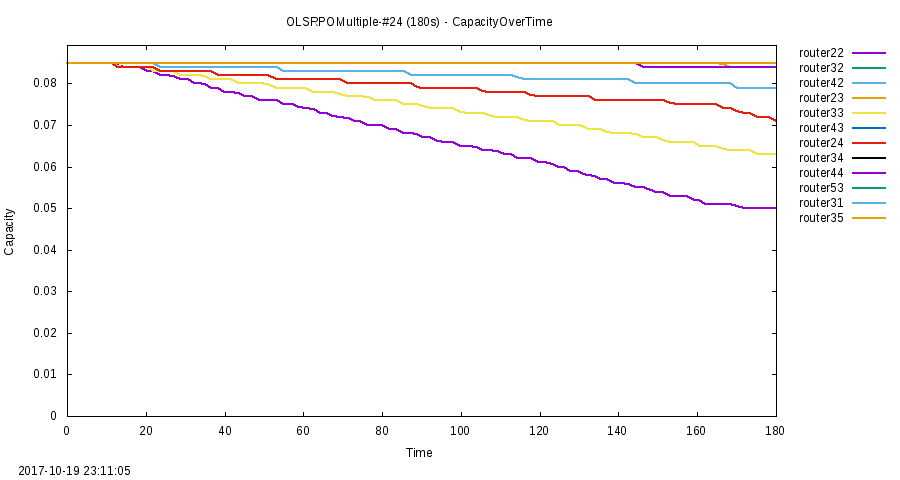 OLSRPOMultiple-#24 (180s) - CapacityOverTime
router22
router32
router42
router23
router33
router43
router24
router34
router44
router53
router31
router35
0.08
0.07
0.06
0.05
0.04
0.03
0.02
0.01
0
Capacity
0 20 40 60 80 100 120 140 160 180
Time
2017-10-19 23:11:05